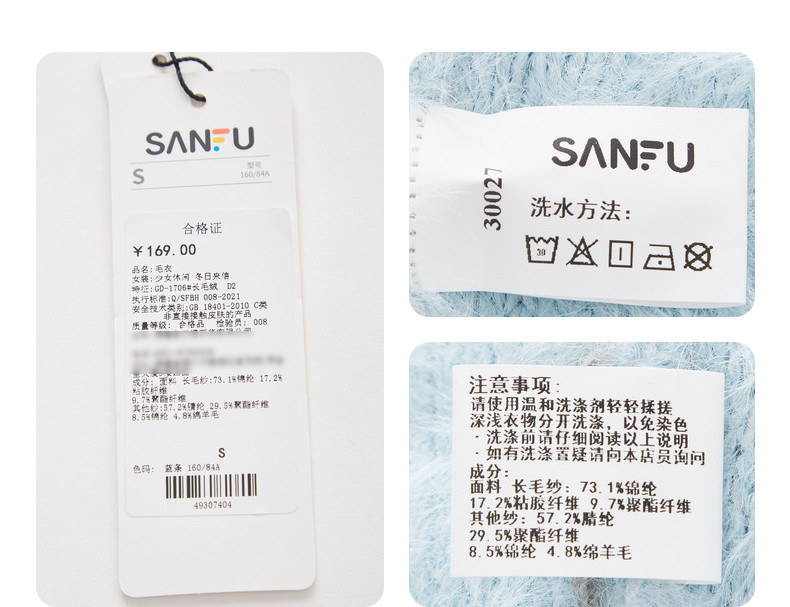 SANFU
S
型号
160/84A
合格证
￥169.00
品名:毛衣
女装:少女休闲 冬日来信
特征:GD-1706#长毛绒 D2
执行标准:Q/SFBH 008-2021
安全技术类别:GB 18401-2010 C类
非直接接触皮肤的产品
质量等级: 合格品 检验员: 008
成分: 面料 长毛纱:73.1%锦纶 17.2%
粘胶纤维
9.7%聚酯纤维
其他纱:57.2%腈纶 29.5%聚酯纤维
8.5%锦纶 4.8%绵羊毛
S
色码: 蓝条 160/84A
49307404
SANFU
30027
洗水方法:
30
注意事项:
请使用温和洗涤剂轻轻揉搓
深浅衣物分开洗涤, 以免染色
·洗涤前请仔细阅读以上说明
·如有洗涤置疑请向本店员询问
成分:
面料 长毛纱: 73.1%锦纶
17.2%粘胶纤维 9.7%聚酯纤维
其他纱: 57.2%腈纶
29.5%聚酯纤维
8.5%锦纶 4.8%绵羊毛